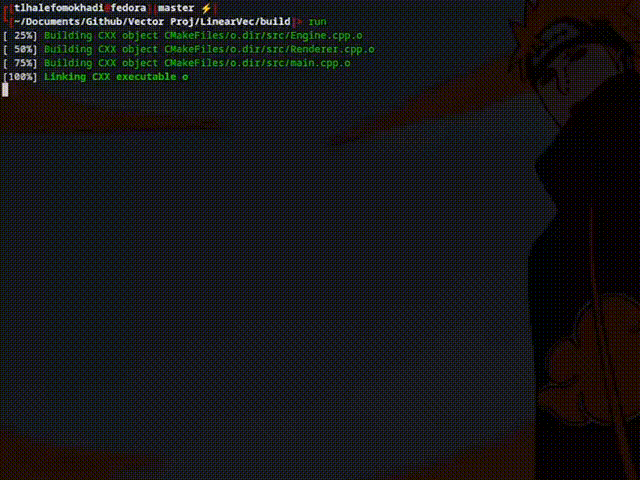 ┌[tlhalefomokhadi@fedora] [master ⚡]
└[~/Documents/Github/Vector Proj/LinearVec/build]> run
[ 25%] Building CXX object CMakeFiles/o.dir/src/Engine.cpp.o
[ 50%] Building CXX object CMakeFiles/o.dir/src/Renderer.cpp.o
[ 75%] Building CXX object CMakeFiles/o.dir/src/main.cpp.o
[100%] Linking CXX executable o